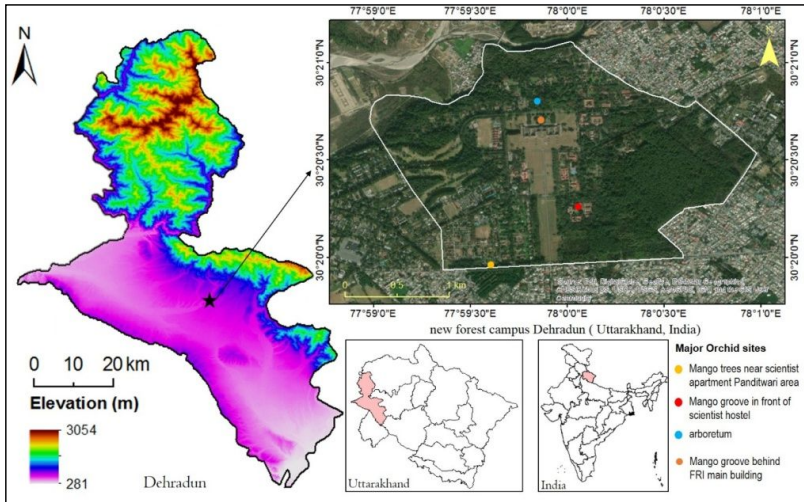 N
0 10 20 km
Elevation (m)
3054
281
Dehradun
77°59'0"E 77°59'30"E 78°0'0"E 78°0'30"E 78°1'0"E
30°21'0"N
30°20'30"N
30°20'0"N
0 0.5 1 km
77°59'0"E 77°59'30"E 78°0'0"E 78°0'30"E 78°1'0"E
new forest campus Dehradun ( Uttarakhand, India)
Uttarakhand
India
Major Orchid sites
Mango trees near scientist
apartment Panditwari area
Mango groove in front of
scientist hostel
arboretum
Mango groove behind
FRI main building